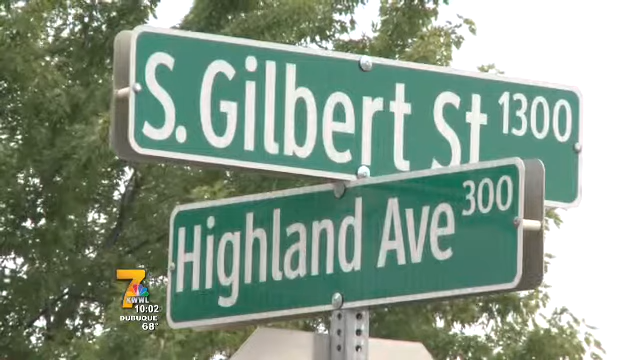 S. Gilbert St 1300
Highland Ave 300
7
KWWL
10:02
DUBUQUE
68°